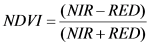 NDVI = (NIR – RED) / (NIR + RED)